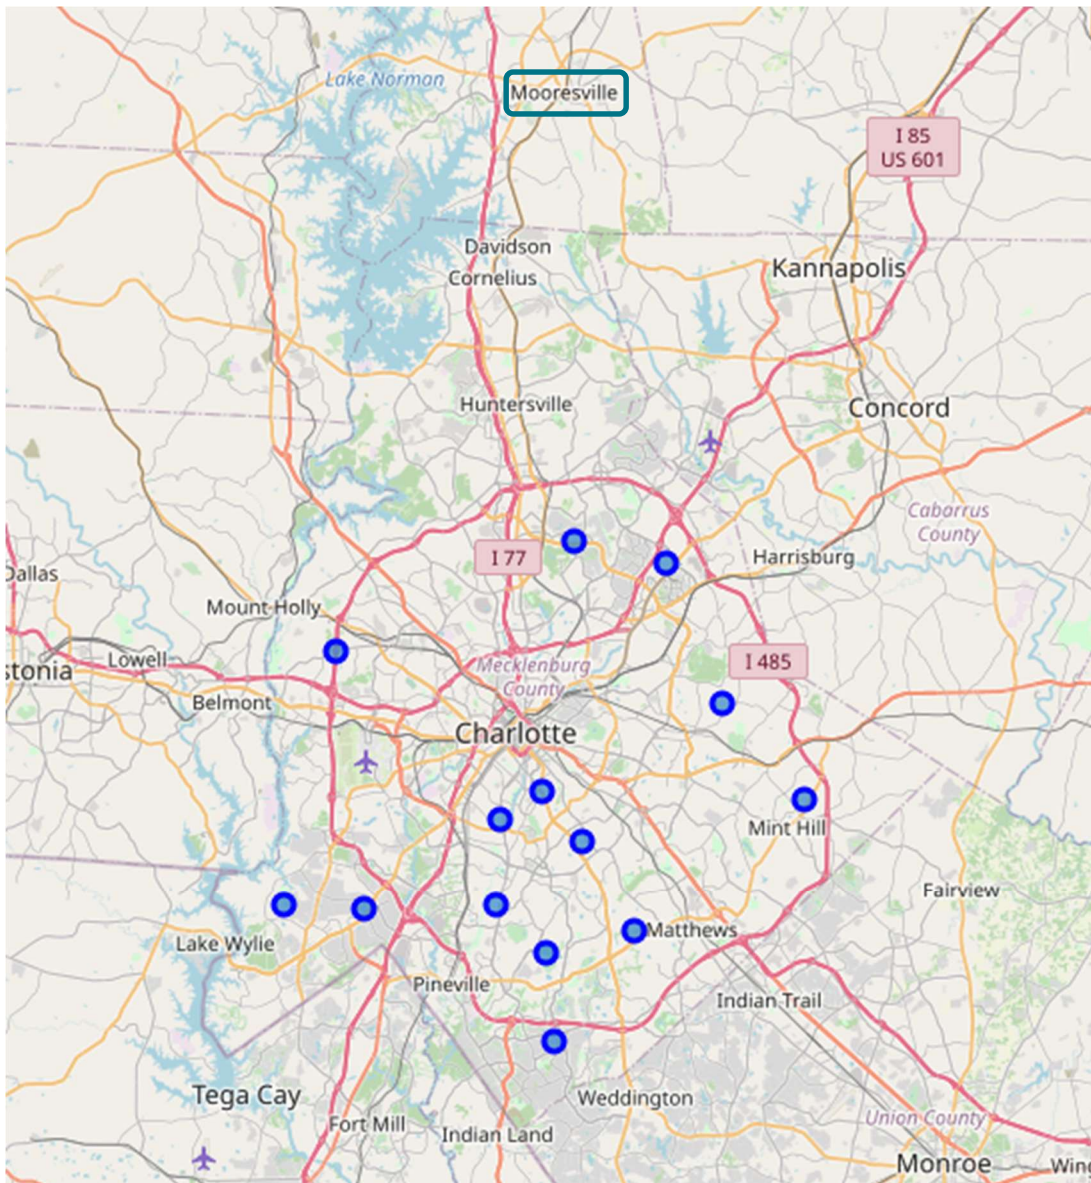 Lake Norman
Mooresville
I 85
US 601
Davidson
Kannapolis
Cornelius
Huntersville
Concord
Cabarrus
County
I 77
Harrisburg
Dallas
Mount Holly
Lowell
stonia
Mecklenburg
County
I 485
Belmont
Charlotte
Mint Hill
Fairview
Matthews
Lake Wylie
Pineville
Indian Trail
Tega Cay
Weddington
Fort Mill
Indian Land
Union County
Monroe
Wing